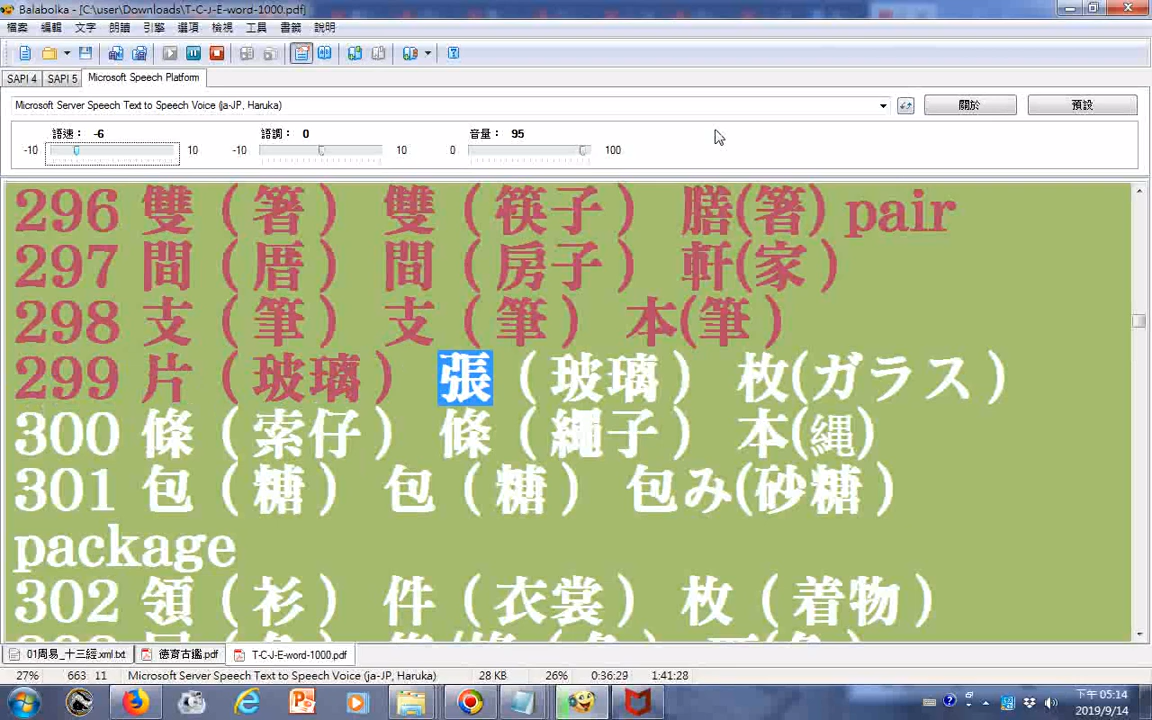 Balabolka - [C:\user\Downloads\T-C-J-E-word-1000.pdf]
檔案 編輯 文字 朗讀 引擎 選項 檢視 工具 書籤 說明
SAPI 4 SAPI 5 Microsoft Speech Platform
Microsoft Server Speech Text to Speech Voice (ja-JP, Haruka) 關於 預設
語速： -6 語調： 0 音量： 95
-10 10 -10 10 0 100
296 雙（箸） 雙（筷子） 膳(箸) pair
297 間（厝） 間（房子） 軒(家）
298 支（筆） 支（筆） 本(筆）
299 片（玻璃） 張（玻璃） 枚(ガラス）
300 條（索仔） 條（繩子） 本(縄)
301 包（糖） 包（糖） 包み(砂糖）
package
302 領（衫） 件（衣裳） 枚（着物）
01周易_十三經.xml.txt 德育古鑑.pdf T-C-J-E-word-1000.pdf
27% 663 11 Microsoft Server Speech Text to Speech Voice (ja-JP, Haruka) 28 KB 26% 0:36:29 1:41:28
下午 05:14
2019/9/14